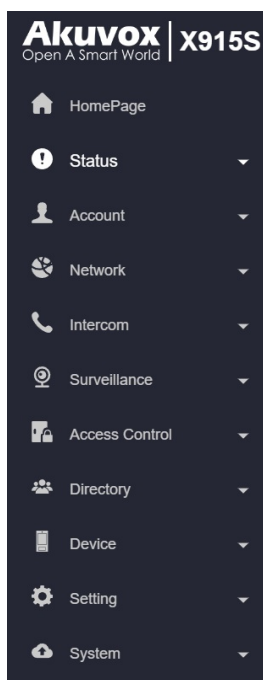 Akuvox
Open A Smart World
X915S
HomePage
Status
Account
Network
Intercom
Surveillance
Access Control
Directory
Device
Setting
System